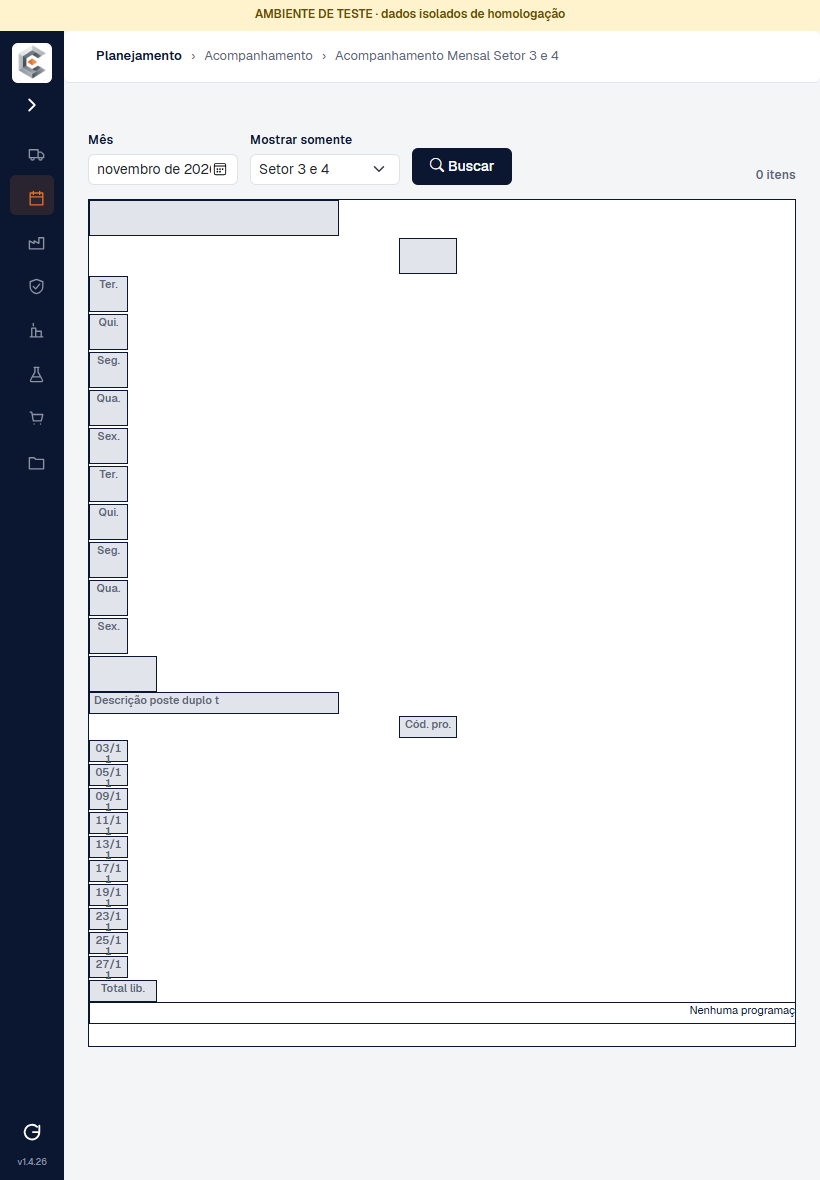 AMBIENTE DE TESTE · dados isolados de homologação
Planejamento › Acompanhamento › Acompanhamento Mensal Setor 3 e 4
Mês
Mostrar somente
novembro de 202
Setor 3 e 4
Buscar
0 itens
Ter.
Qui.
Seg.
Qua.
Sex.
Ter.
Qui.
Seg.
Qua.
Sex.
Descrição poste duplo t
Cód. pro.
03/1
1
05/1
1
09/1
1
11/1
1
13/1
1
17/1
1
19/1
1
23/1
1
25/1
1
27/1
1
Total lib.
Nenhuma programaç
v1.4.26